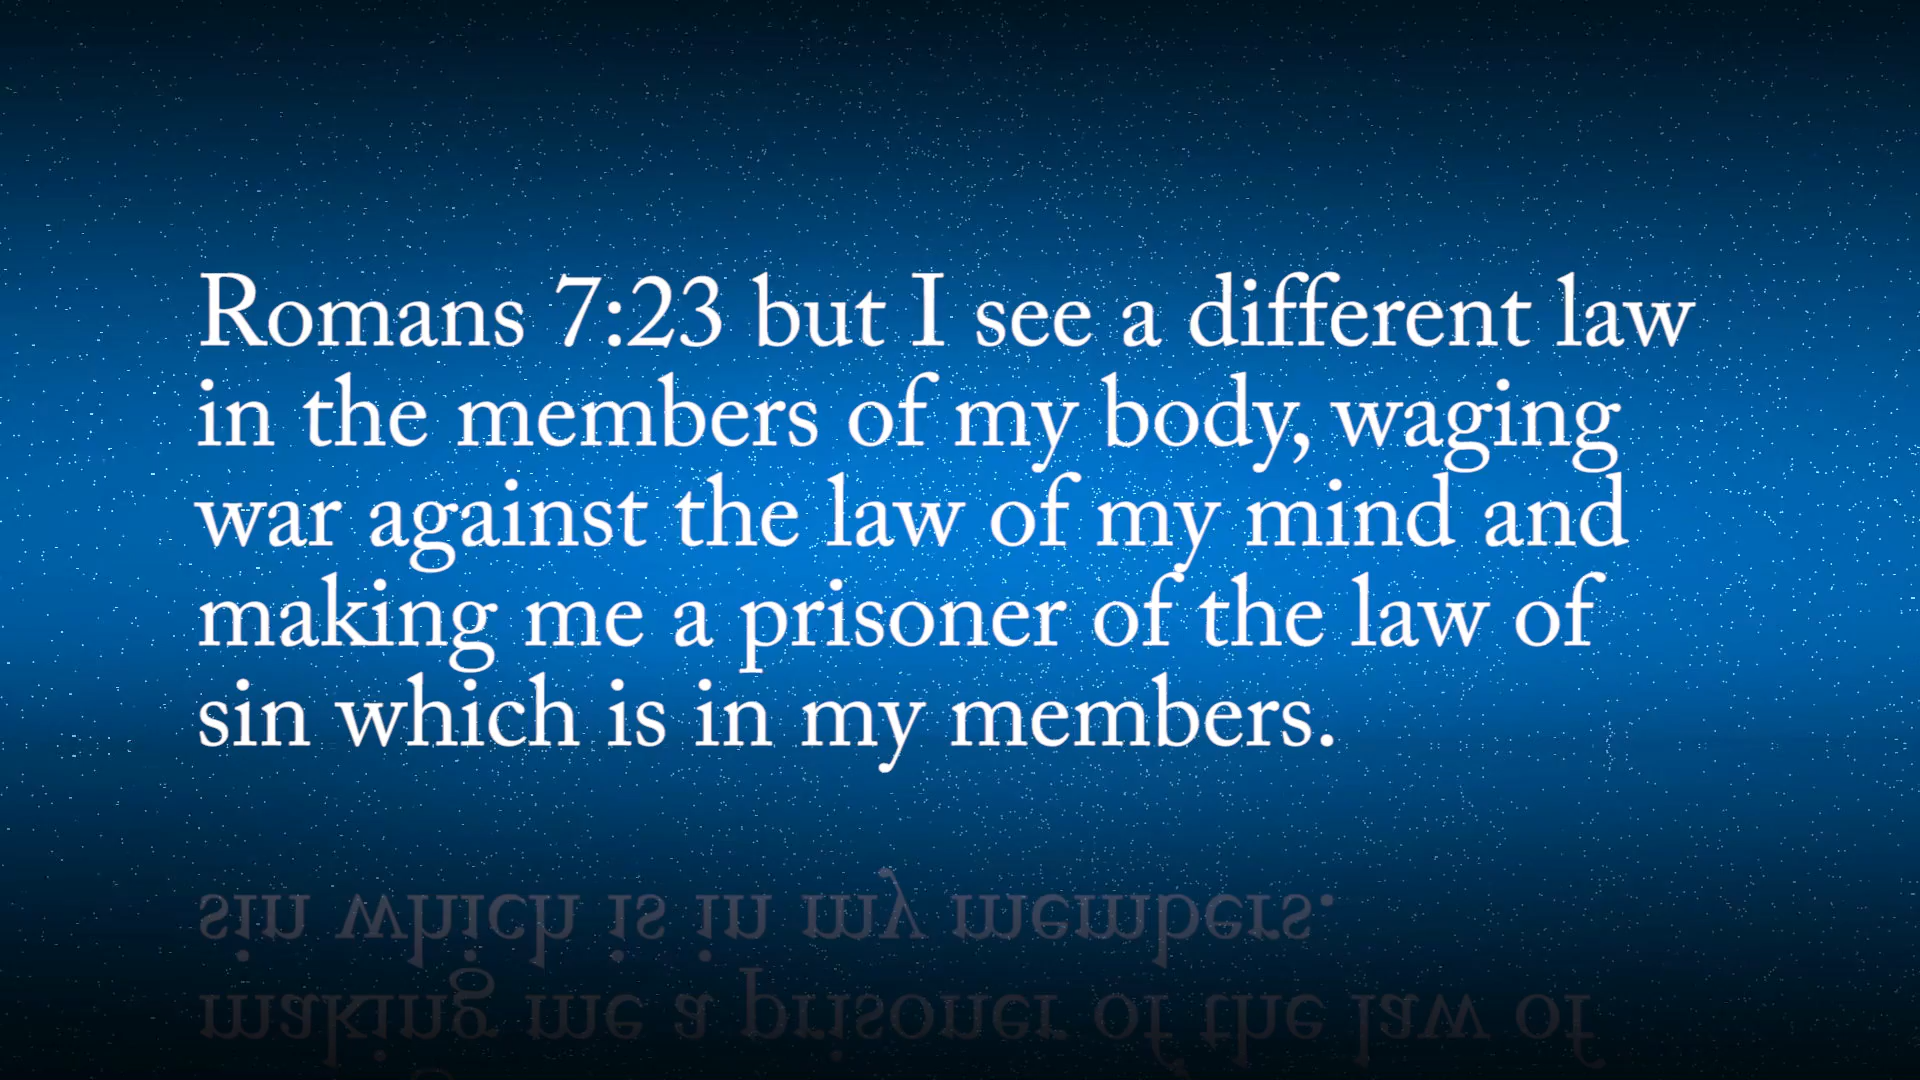 Romans 7:23 but I see a different law
in the members of my body, waging
war against the law of my mind and
making me a prisoner of the law of
sin which is in my members.